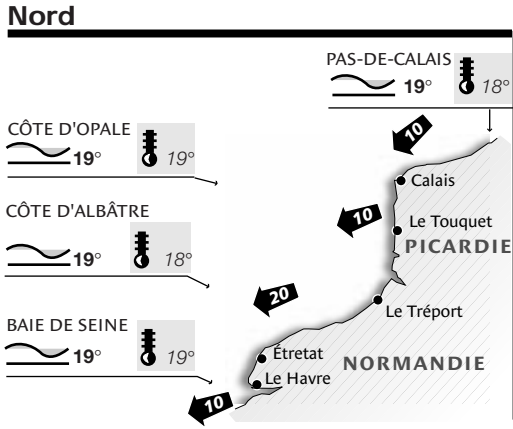 Nord
PAS-DE-CALAIS
19° 18°
10
CÔTE D'OPALE
19° 19°
Calais
10
CÔTE D'ALBÂTRE
Le Touquet
PICARDIE
19° 18°
20
Le Tréport
BAIE DE SEINE
19° 19°
Étretat
NORMANDIE
Le Havre
10